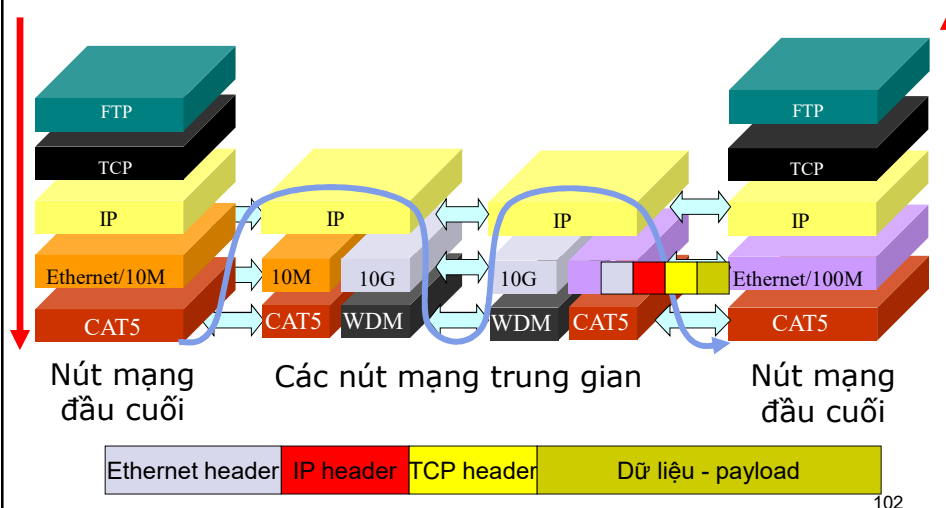 FTP
TCP
IP
Ethernet/10M
CAT5
IP
10M
10G
CAT5
WDM
IP
10G
WDM
CAT5
FTP
TCP
IP
Ethernet/100M
CAT5
Nút mạng
đầu cuối
Các nút mạng trung gian
Nút mạng
đầu cuối
Ethernet header
IP header
TCP header
Dữ liệu - payload
102